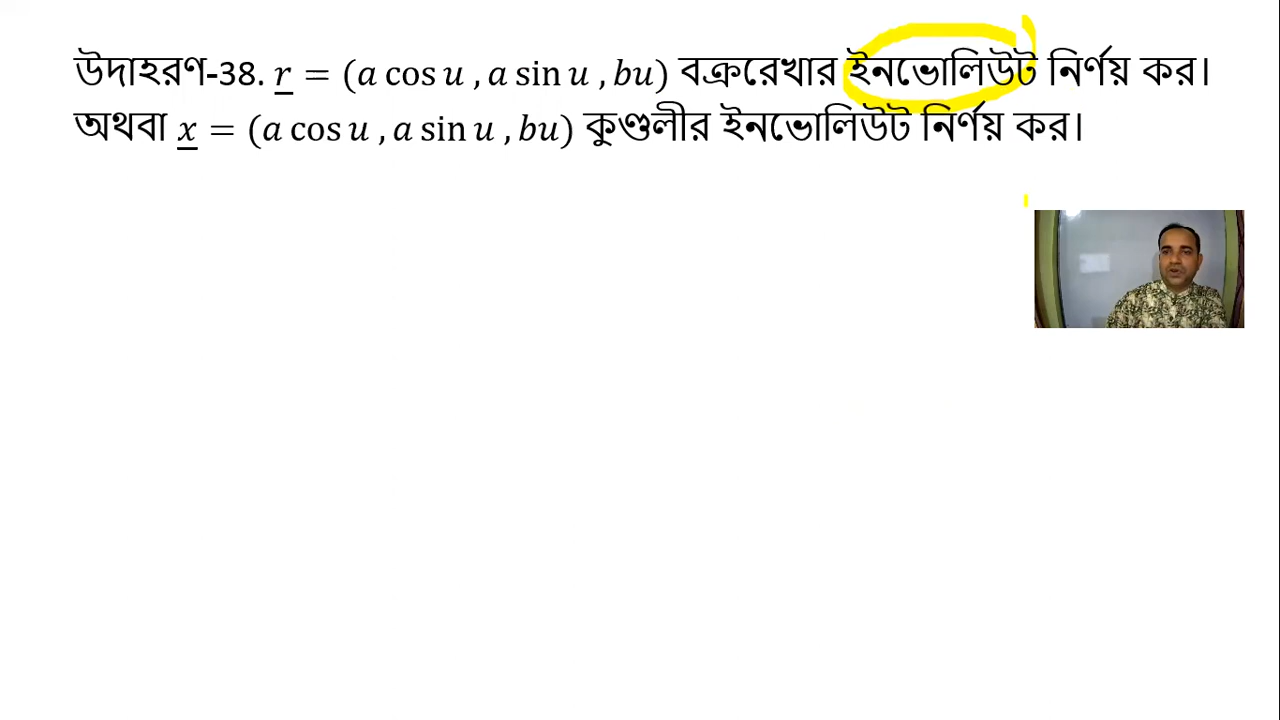 উদাহরণ-38. r = (a cos u , a sin u , bu) বক্ররেখার ইনভোলিউট নির্ণয় কর।
অথবা x = (a cos u , a sin u , bu) কুণ্ডলীর ইনভোলিউট নির্ণয় কর।